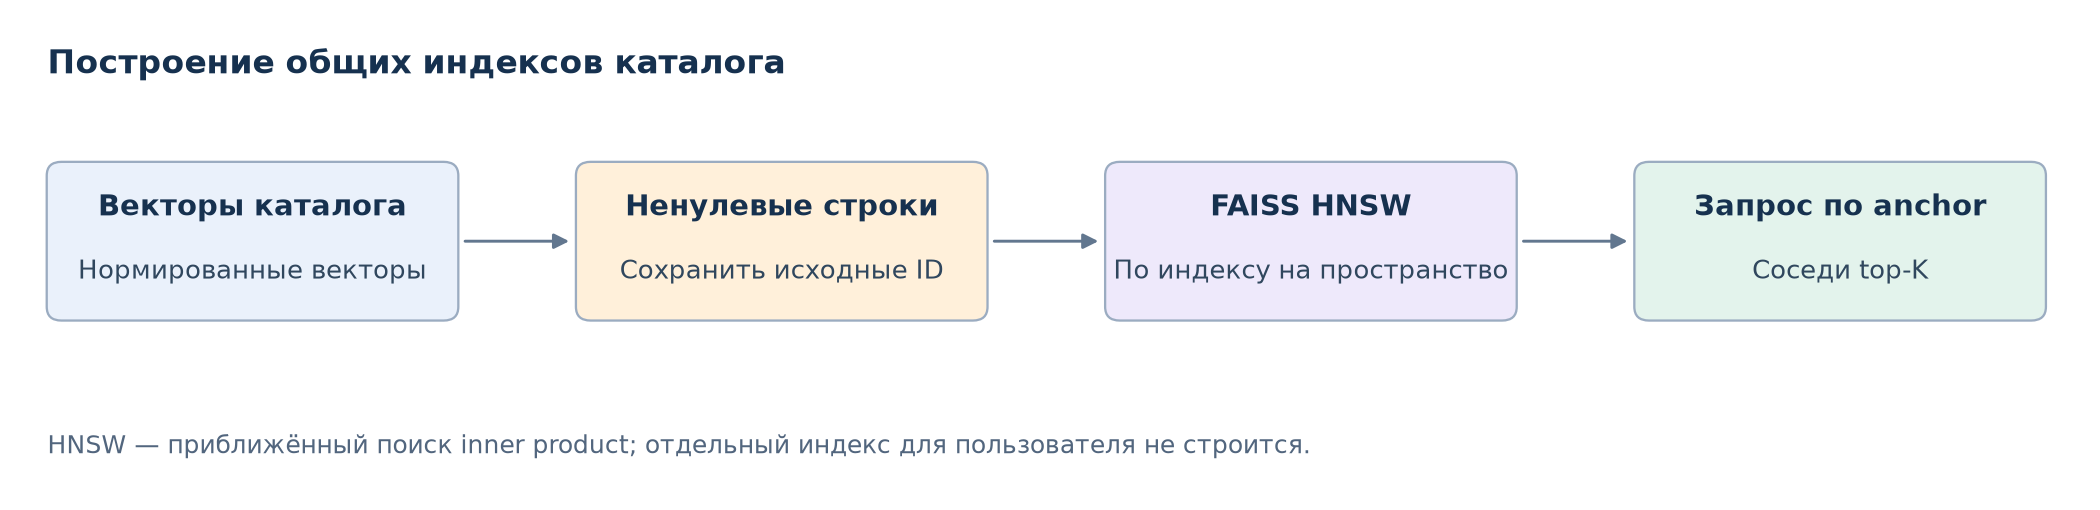 Построение общих индексов каталога
Векторы каталога
Нормированные векторы
Ненулевые строки
Сохранить исходные ID
FAISS HNSW
По индексу на пространство
Запрос по anchor
Соседи top-K
HNSW — приближённый поиск inner product; отдельный индекс для пользователя не строится.